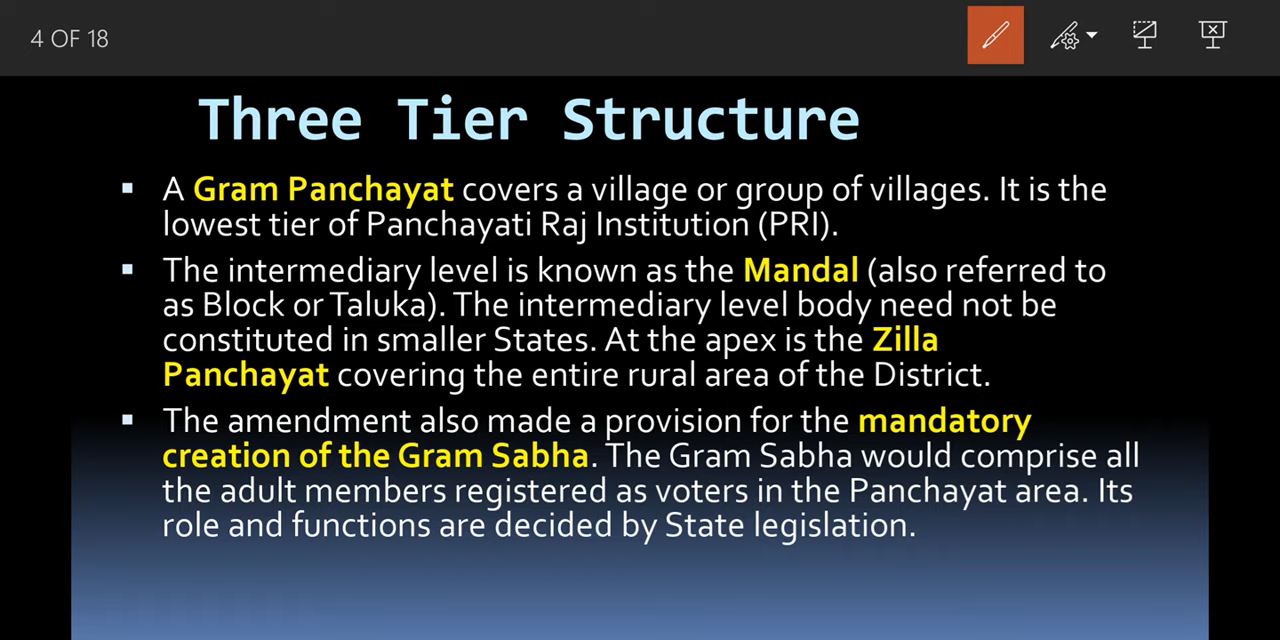 4 OF 18
Three Tier Structure
▪ A Gram Panchayat covers a village or group of villages. It is the
lowest tier of Panchayati Raj Institution (PRI).
▪ The intermediary level is known as the Mandal (also referred to
as Block or Taluka). The intermediary level body need not be
constituted in smaller States. At the apex is the Zilla
Panchayat covering the entire rural area of the District.
▪ The amendment also made a provision for the mandatory
creation of the Gram Sabha. The Gram Sabha would comprise all
the adult members registered as voters in the Panchayat area. Its
role and functions are decided by State legislation.